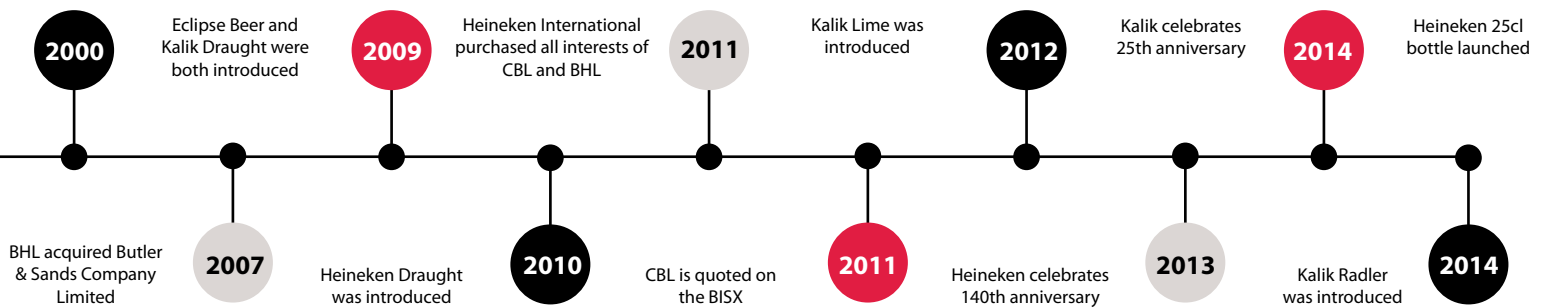 2000
BHL acquired Butler
& Sands Company
Limited
Eclipse Beer and
Kalik Draught were
both introduced
2007
2009
Heineken Draught
was introduced
Heineken International
purchased all interests of
CBL and BHL
2010
2011
CBL is quoted on
the BISX
Kalik Lime was
introduced
2011
2012
Heineken celebrates
140th anniversary
Kalik celebrates
25th anniversary
2013
2014
Kalik Radler
was introduced
Heineken 25cl
bottle launched
2014